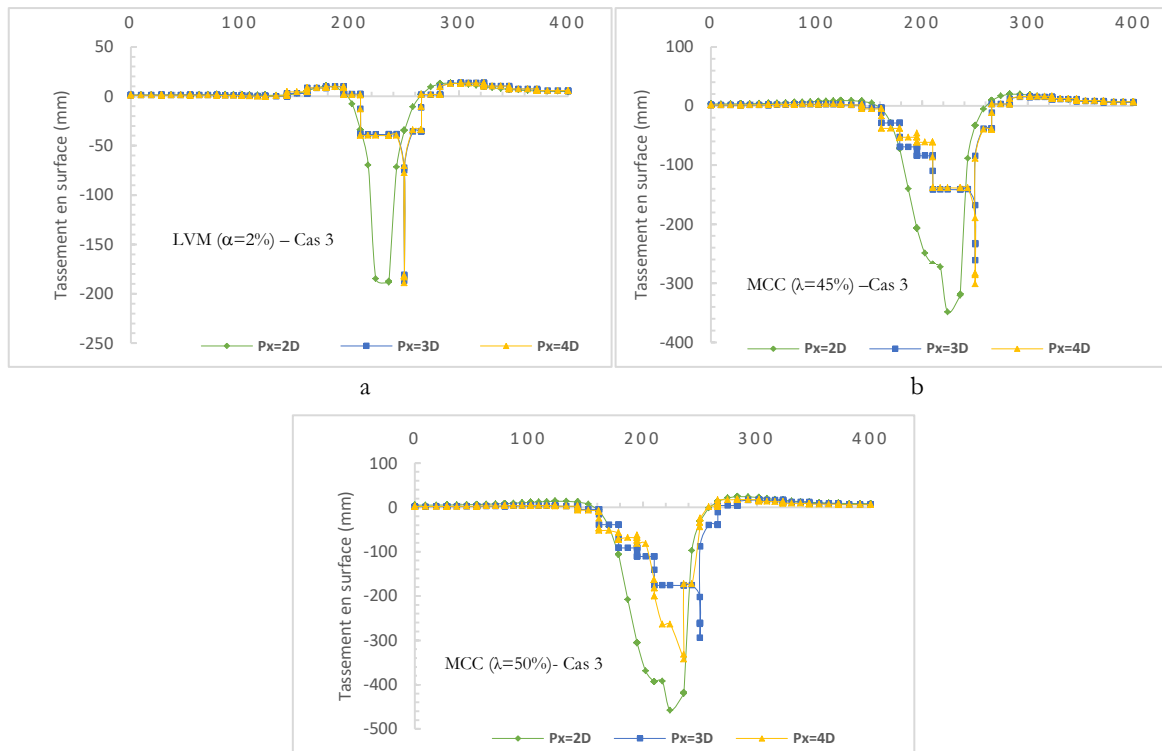 0 100 200 300 400
50
0
-50
-100
-150
-200
-250
Tassement en surface (mm)
LVM (α=2%) – Cas 3
Px=2D Px=3D Px=4D
a
0 100 200 300 400
100
0
-100
-200
-300
-400
Tassement en surface (mm)
MCC (λ=45%) –Cas 3
Px=2D Px=3D Px=4D
b
0 100 200 300 400
100
0
-100
-200
-300
-400
-500
Tassement en surface (mm)
MCC (λ=50%)- Cas 3
Px=2D Px=3D Px=4D